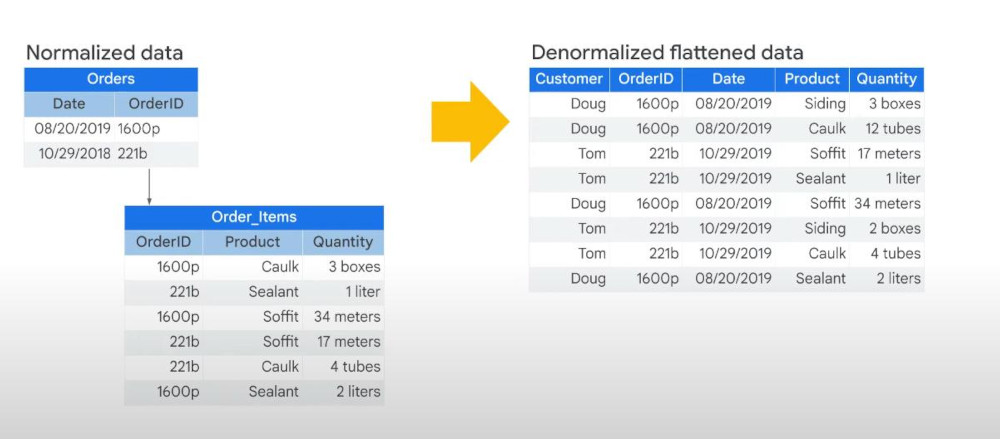 Normalized data
Orders
Date OrderID
08/20/2019 1600p
10/29/2018 221b
Order_Items
OrderID Product Quantity
1600p Caulk 3 boxes
221b Sealant 1 liter
1600p Soffit 34 meters
221b Soffit 17 meters
221b Caulk 4 tubes
1600p Sealant 2 liters
Denormalized flattened data
Customer OrderID Date Product Quantity
Doug 1600p 08/20/2019 Siding 3 boxes
Doug 1600p 08/20/2019 Caulk 12 tubes
Tom 221b 10/29/2019 Soffit 17 meters
Tom 221b 10/29/2019 Sealant 1 liter
Doug 1600p 08/20/2019 Soffit 34 meters
Tom 221b 10/29/2019 Siding 2 boxes
Tom 221b 10/29/2019 Caulk 4 tubes
Doug 1600p 08/20/2019 Sealant 2 liters